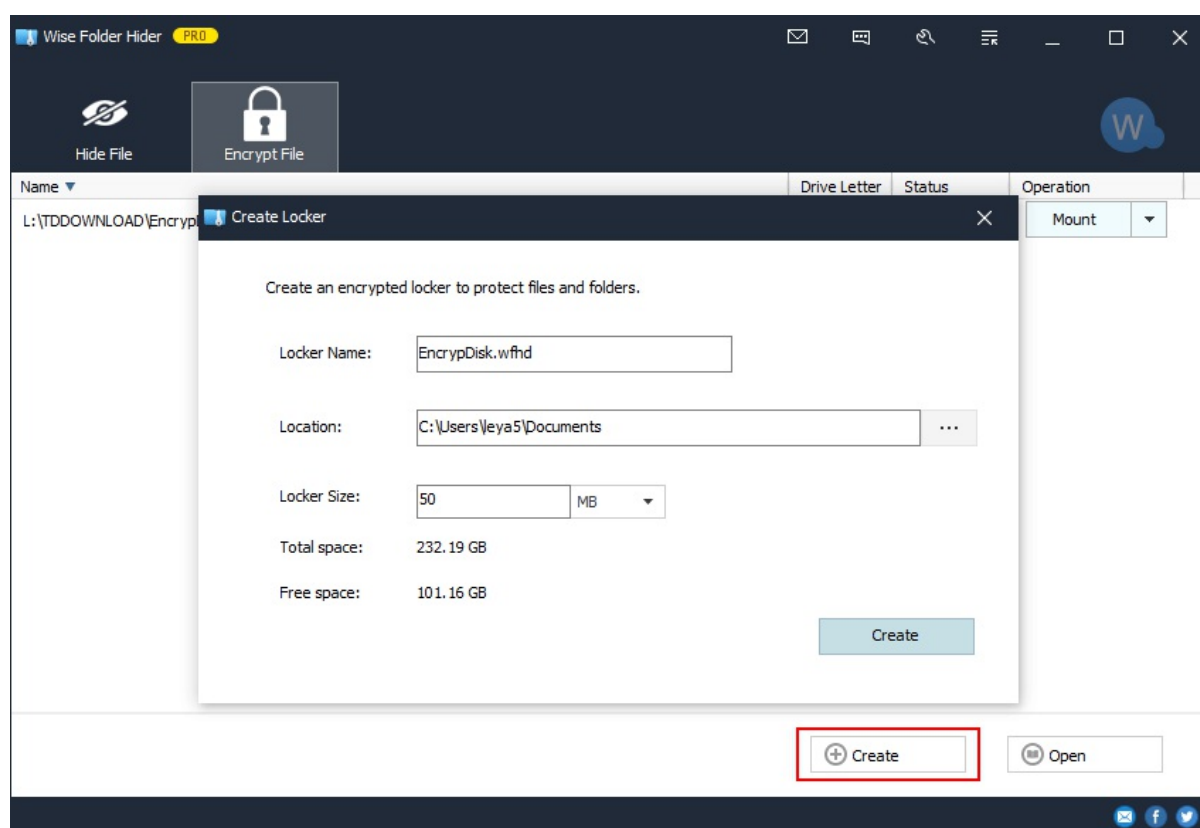 Wise Folder Hider PRO
Hide File
Encrypt File
W
Name Drive Letter Status Operation
L:\TDDOWNLOAD\Encryp
Mount
Create Locker
Create an encrypted locker to protect files and folders.
Locker Name: EncrypDisk.wfhd
Location: C:\Users\leya5\Documents ...
Locker Size: 50 MB
Total space: 232.19 GB
Free space: 101.16 GB
Create
Create
Open